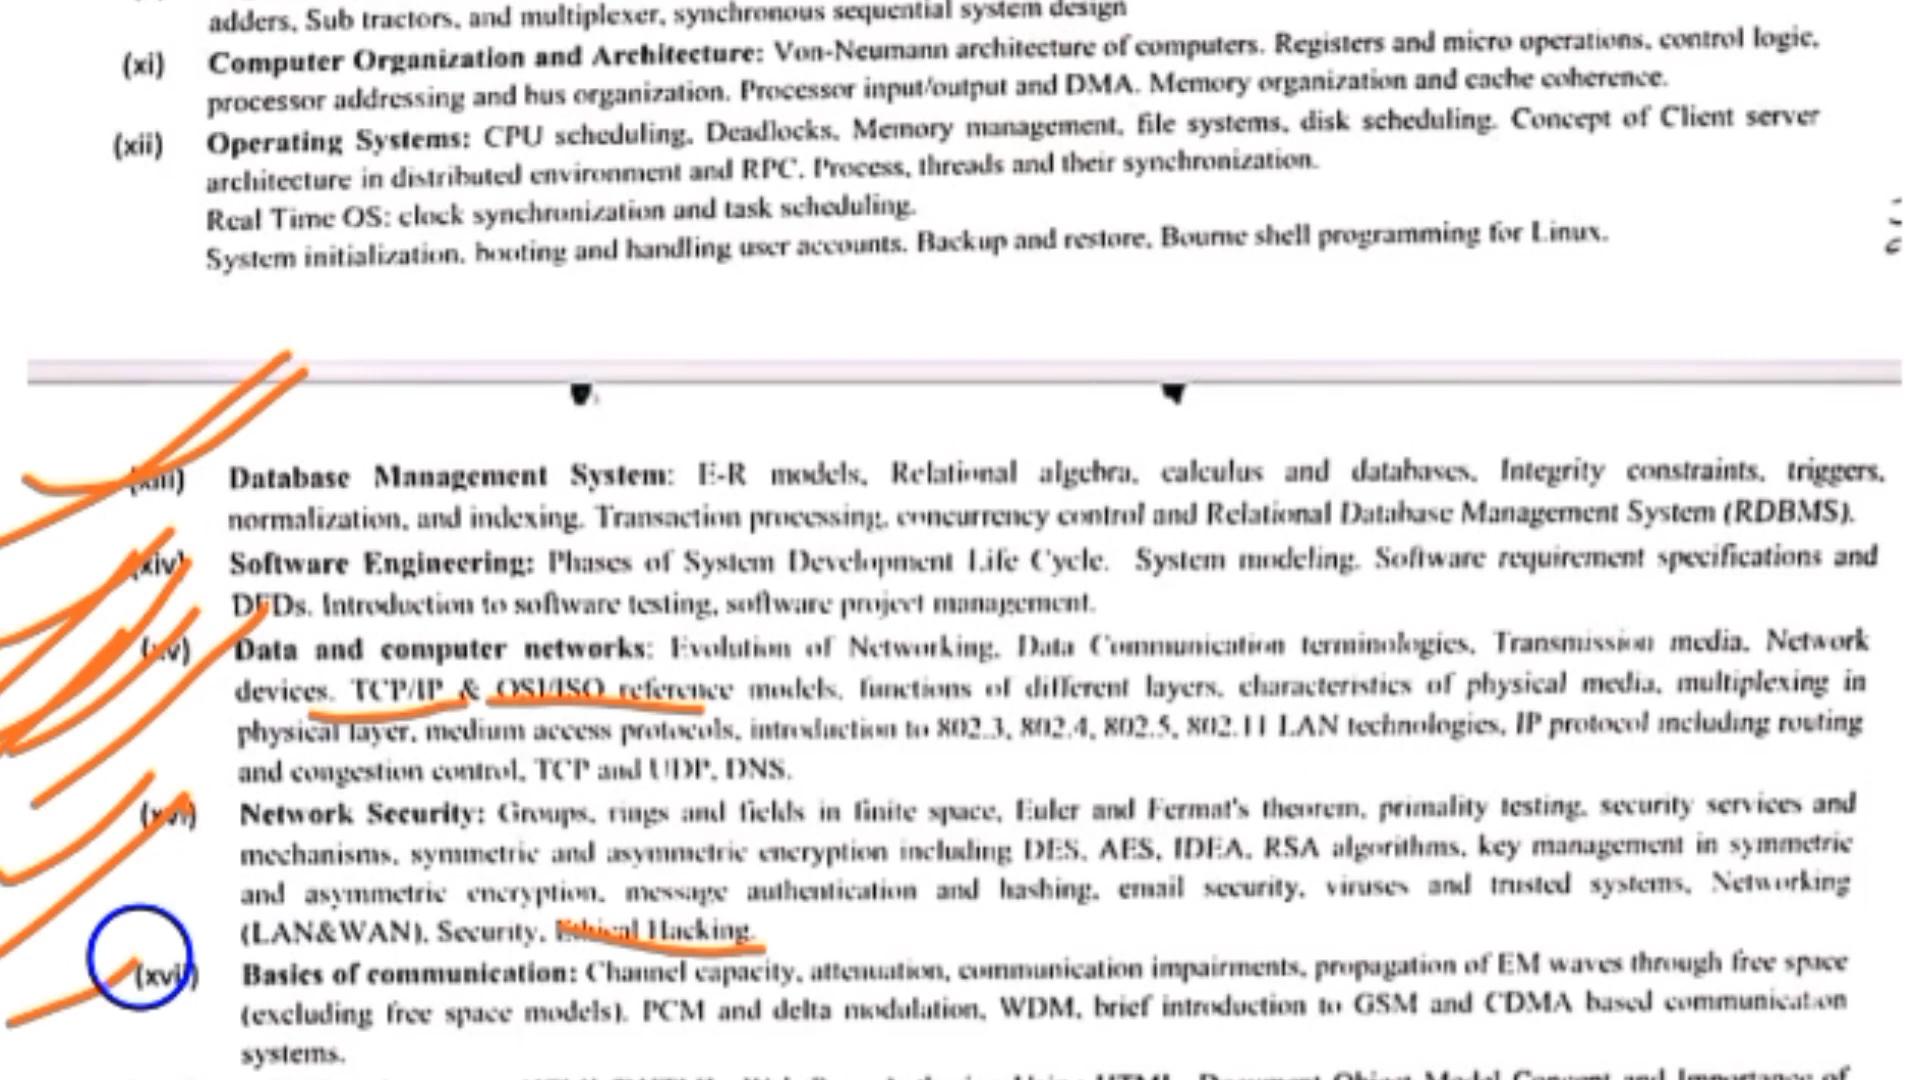 adders, Sub tractors, and multiplexer, synchronous sequential system design
(xi) Computer Organization and Architecture: Von-Neumann architecture of computers. Registers and micro operations, control logic, processor addressing and bus organization. Processor input/output and DMA. Memory organization and cache coherence.
(xii) Operating Systems: CPU scheduling, Deadlocks, Memory management, file systems, disk scheduling. Concept of Client server
architecture in distributed environment and RPC. Process, threads and their synchronization.
Real Time OS: clock synchronization and task scheduling.
System initialization, booting and handling user accounts. Backup and restore, Bourne shell programming for Linux.
(xiii) Database Management System: E-R models, Relational algebra, calculus and databases, Integrity constraints, triggers,
normalization, and indexing. Transaction processing, concurrency control and Relational Database Management System (RDBMS).
(xiv) Software Engineering: Phases of System Development Life Cycle. System modeling. Software requirement specifications and
DFDs. Introduction to software testing, software project management.
(xv) Data and computer networks: Evolution of Networking, Data Communication terminologies, Transmission media, Network
devices. TCP/IP & OSI/ISO reference models, functions of different layers, characteristics of physical media, multiplexing in
physical layer, medium access protocols, introduction to 802.3, 802.4, 802.5, 802.11 LAN technologies, IP protocol including routing
and congestion control, TCP and UDP, DNS.
(xvi) Network Security: Groups, rings and fields in finite space, Euler and Fermat's theorem, primality testing, security services and
mechanisms, symmetric and asymmetric encryption including DES, AES, IDEA, RSA algorithms, key management in symmetric
and asymmetric encryption, message authentication and hashing, email security, viruses and trusted systems, Networking
(LAN&WAN), Security, Ethical Hacking.
(xvii) Basics of communication: Channel capacity, attenuation, communication impairments, propagation of EM waves through free space
(excluding free space models). PCM and delta modulation, WDM, brief introduction to GSM and CDMA based communication
systems.
Using HTML, Document Object Model Concept and Importance of